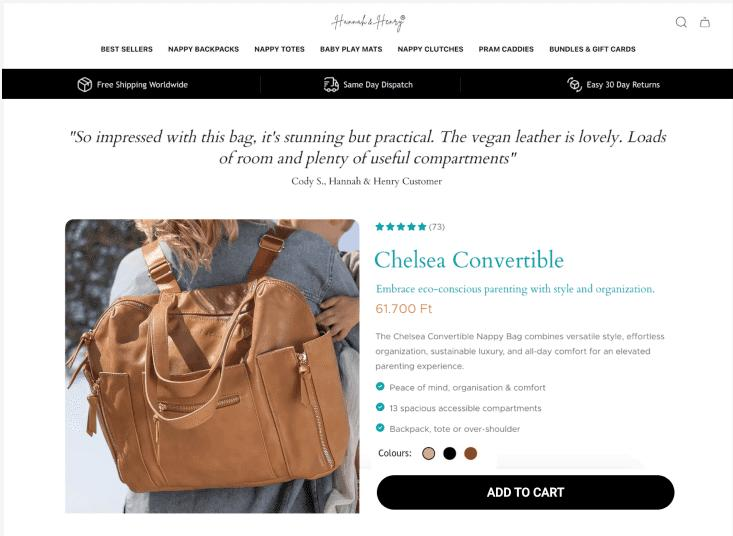 Hannah & Henry®
BEST SELLERS NAPPY BACKPACKS NAPPY TOTES BABY PLAY MATS NAPPY CLUTCHES PRAM CADDIES BUNDLES & GIFT CARDS
Free Shipping Worldwide Same Day Dispatch Easy 30 Day Returns
"So impressed with this bag, it's stunning but practical. The vegan leather is lovely. Loads
of room and plenty of useful compartments"
Cody S., Hannah & Henry Customer
(73)
Chelsea Convertible
Embrace eco-conscious parenting with style and organization.
61.700 Ft
The Chelsea Convertible Nappy Bag combines versatile style, effortless
organization, sustainable luxury, and all-day comfort for an elevated
parenting experience.
Peace of mind, organisation & comfort
13 spacious accessible compartments
Backpack, tote or over-shoulder
Colours:
ADD TO CART